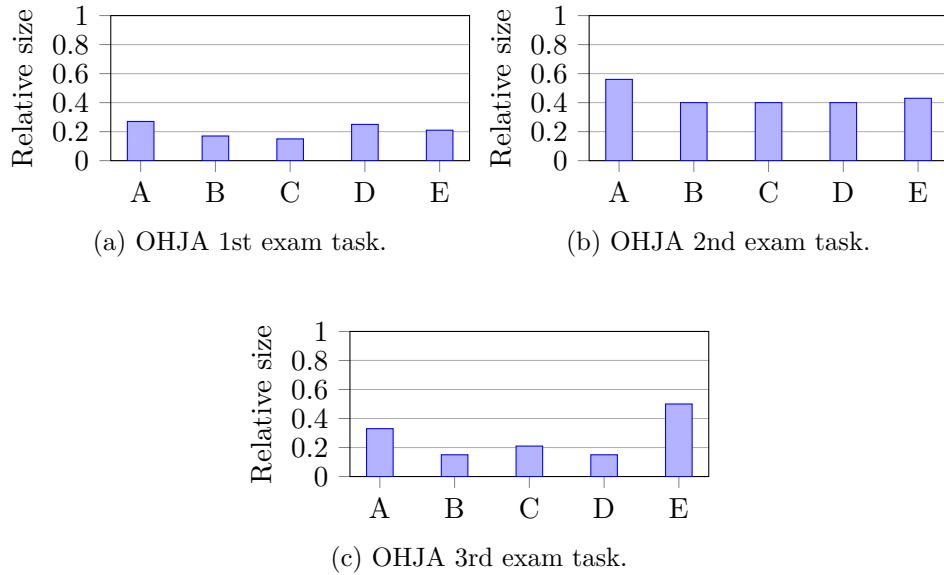 Relative size
1
0.8
0.6
0.4
0.2
0
A B C D E
(a) OHJA 1st exam task.
Relative size
1
0.8
0.6
0.4
0.2
0
A B C D E
(b) OHJA 2nd exam task.
Relative size
1
0.8
0.6
0.4
0.2
0
A B C D E
(c) OHJA 3rd exam task.